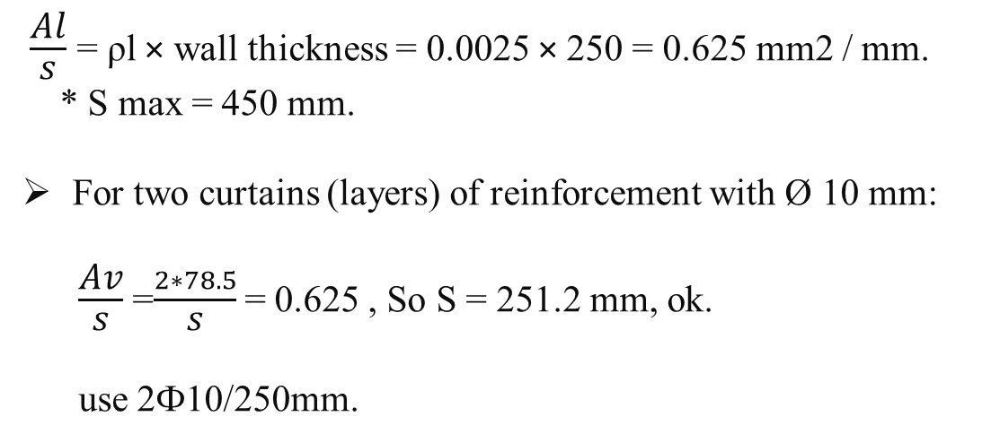 Al/s = ρl × wall thickness = 0.0025 × 250 = 0.625 mm2 / mm.
* S max = 450 mm.
➢ For two curtains (layers) of reinforcement with Ø 10 mm:
Av/s = 2*78.5/s = 0.625 , So S = 251.2 mm, ok.
use 2Φ10/250mm.